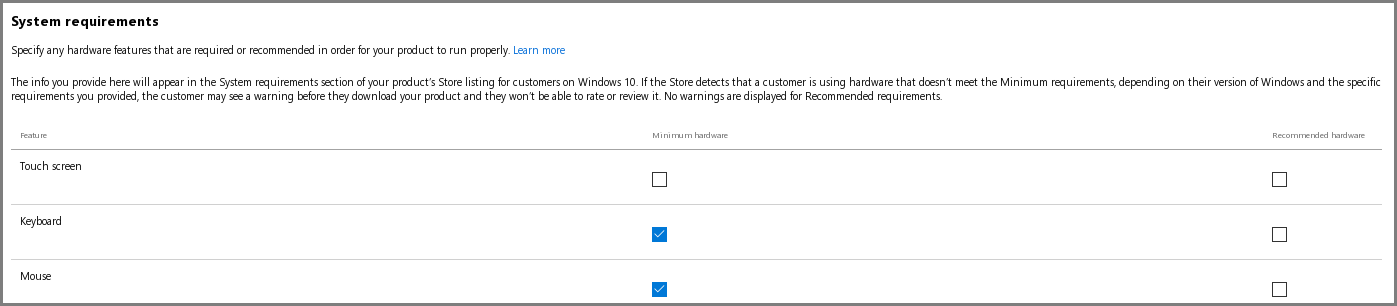 System requirements
Specify any hardware features that are required or recommended in order for your product to run properly. Learn more
The info you provide here will appear in the System requirements section of your product's Store listing for customers on Windows 10. If the Store detects that a customer is using hardware that doesn't meet the Minimum requirements, depending on their version of Windows and the specific
requirements you provided, the customer may see a warning before they download your product and they won't be able to rate or review it. No warnings are displayed for Recommended requirements.
Feature Minimum hardware Recommended hardware
Touch screen
Keyboard
Mouse